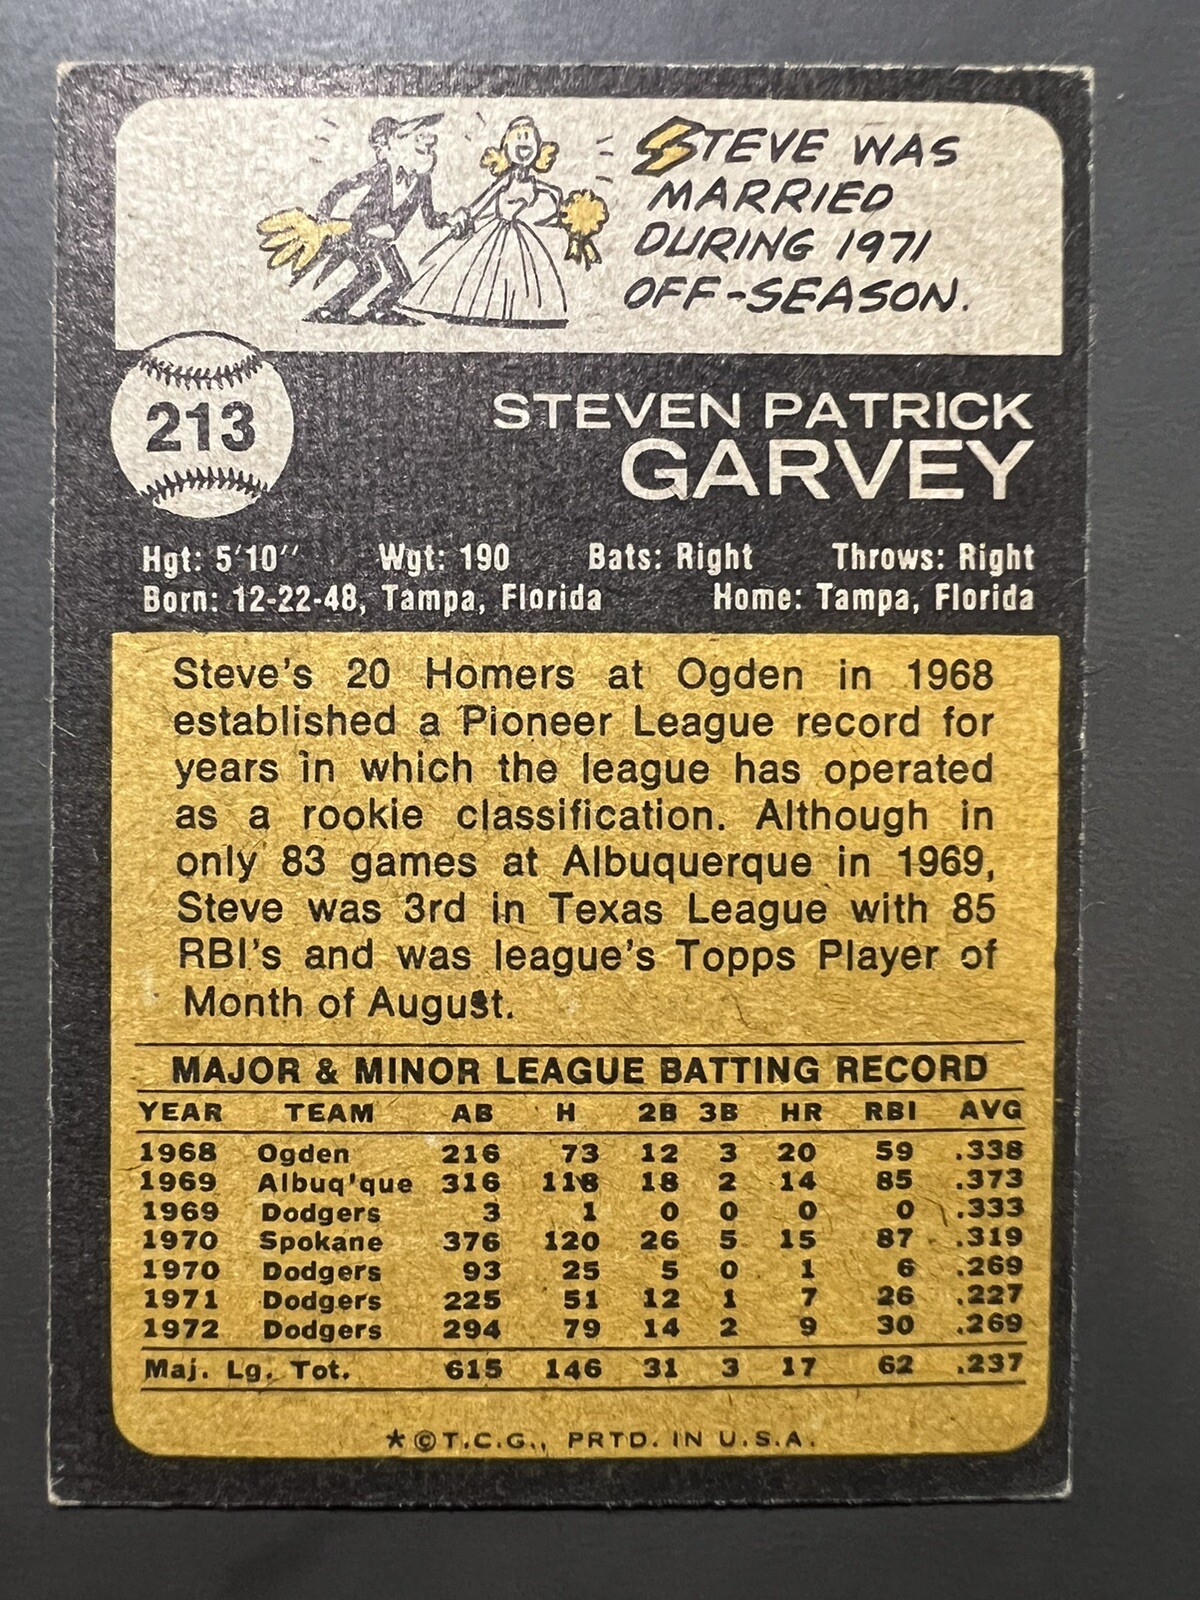 STEVE WAS
MARRIED
DURING 1971
OFF-SEASON.
213
STEVEN PATRICK
GARVEY
Hgt: 5'10" Wgt: 190 Bats: Right Throws: Right
Born: 12-22-48, Tampa, Florida Home: Tampa, Florida
Steve's 20 Homers at Ogden in 1968
established a Pioneer League record for
years in which the league has operated
as a rookie classification. Although in
only 83 games at Albuquerque in 1969,
Steve was 3rd in Texas League with 85
RBI's and was league's Topps Player of
Month of August.
MAJOR & MINOR LEAGUE BATTING RECORD
YEAR TEAM AB H 2B 3B HR RBI AVG
1968 Ogden 216 73 12 3 20 59 .338
1969 Albuq'que 316 118 18 2 14 85 .373
1969 Dodgers 3 1 0 0 0 0 .333
1970 Spokane 376 120 26 5 15 87 .319
1970 Dodgers 93 25 5 0 1 6 .269
1971 Dodgers 225 51 12 1 7 26 .227
1972 Dodgers 294 79 14 2 9 30 .269
Maj. Lg. Tot. 615 146 31 3 17 62 .237
*©T.C.G., PRTD. IN U.S.A.